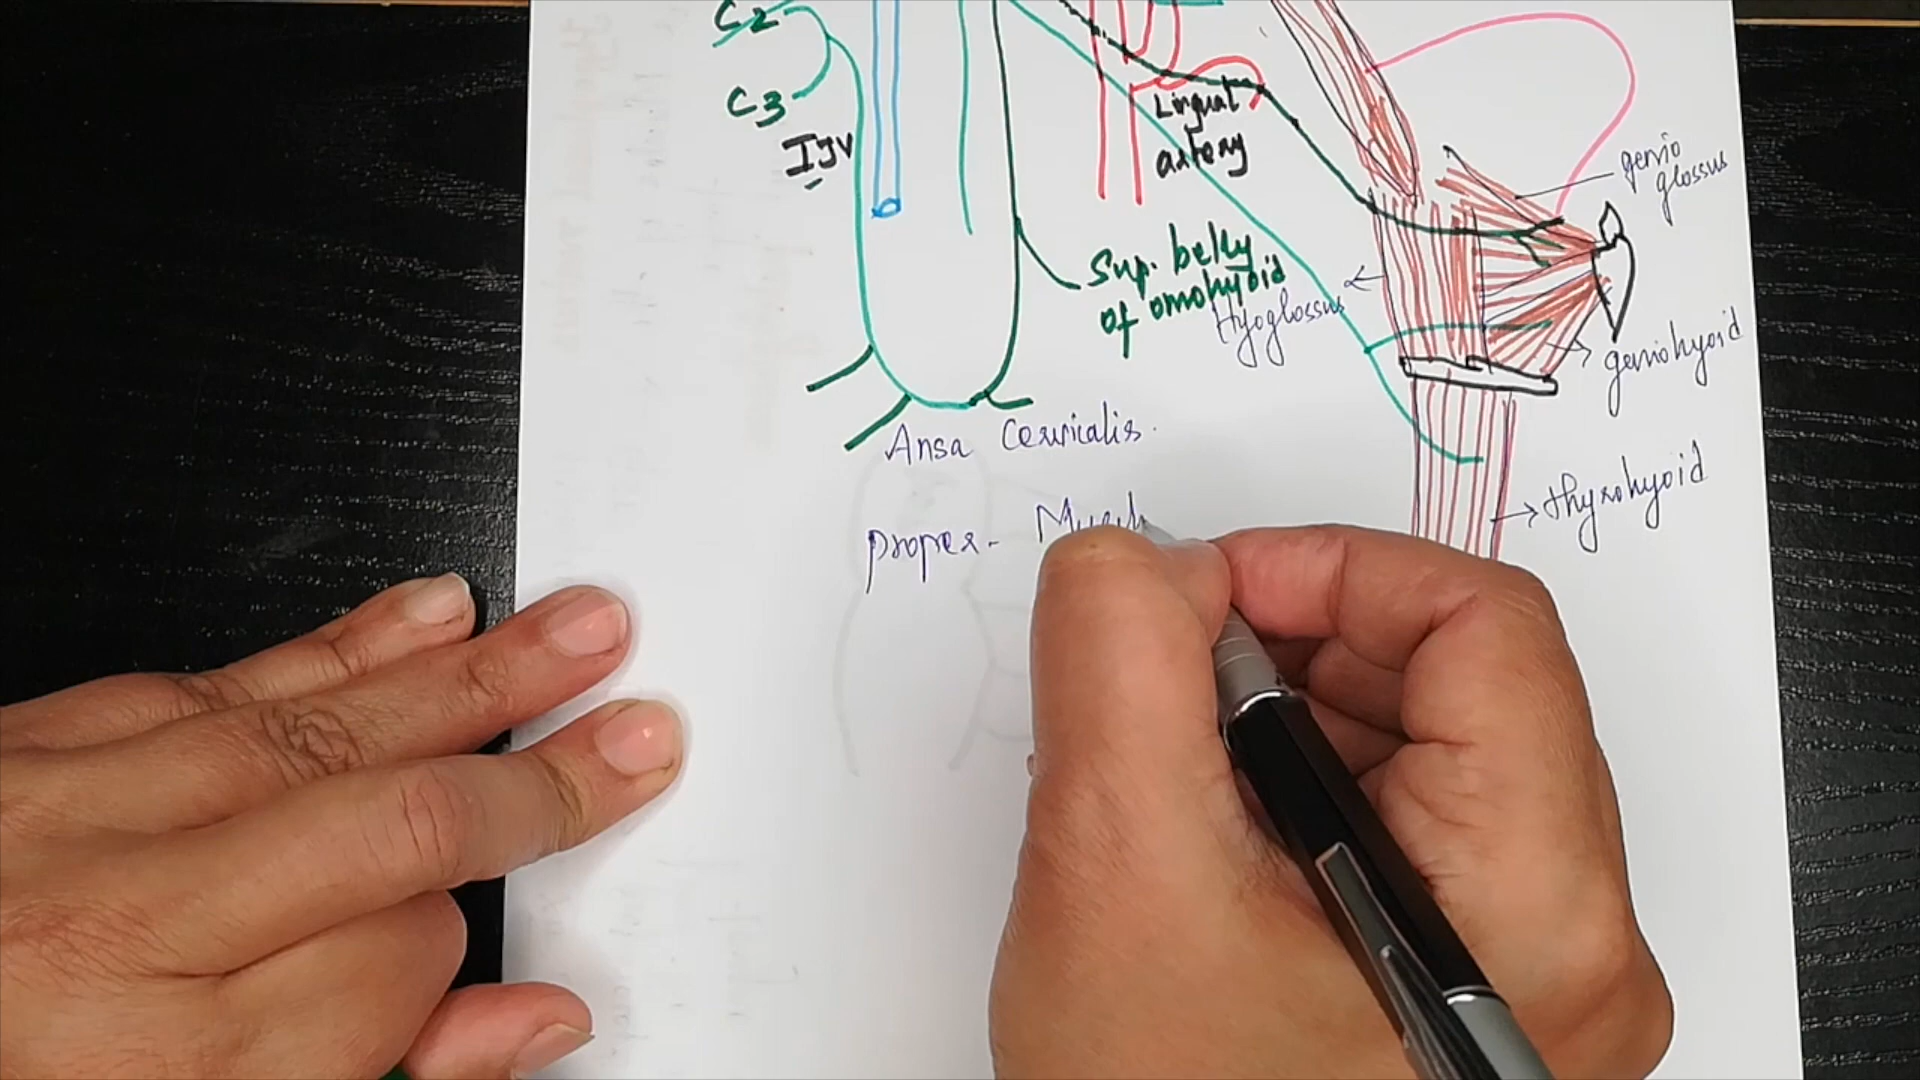 C2
C3
IJV
Lingual
artery
genio
glossus
Sup. belly
of omohyoid
Hyoglossus
geniohyoid
Ansa Cervicalis.
thyrohyoid
proper -